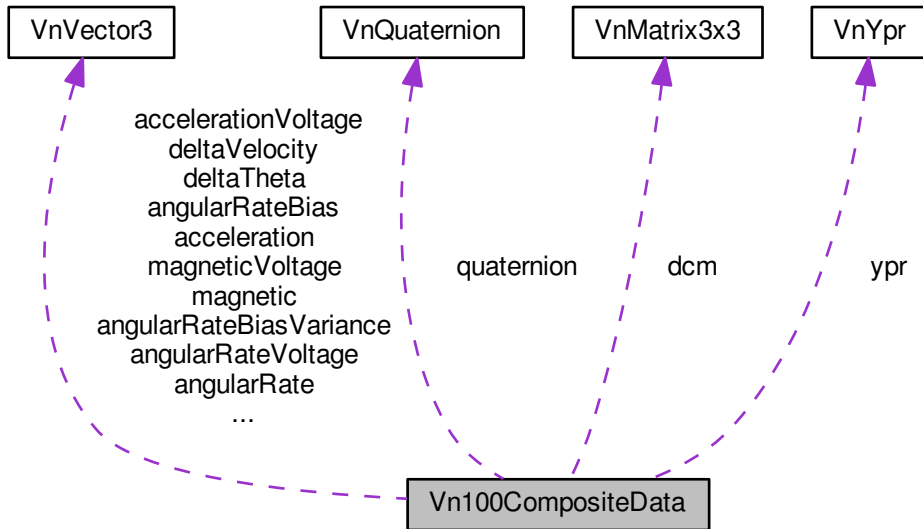 VnVector3
VnQuaternion
VnMatrix3x3
VnYpr
accelerationVoltage
deltaVelocity
deltaTheta
angularRateBias
acceleration
magneticVoltage
magnetic
angularRateBiasVariance
angularRateVoltage
angularRate
...
quaternion
dcm
ypr
Vn100CompositeData